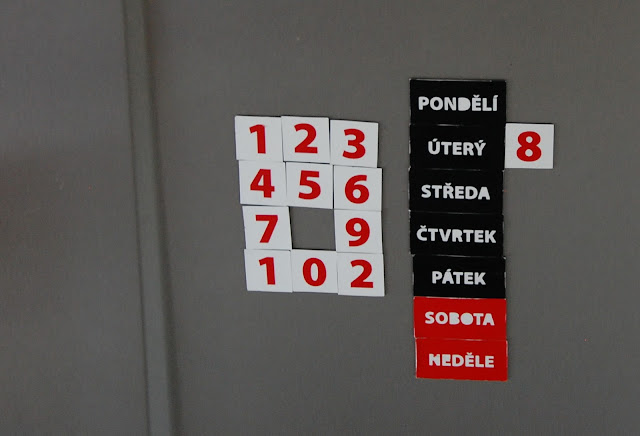 1 2 3
4 5 6
7 9
1 0 2
PONDĚLÍ
ÚTERÝ 8
STŘEDA
ČTVRTEK
PÁTEK
SOBOTA
NEDĚLE